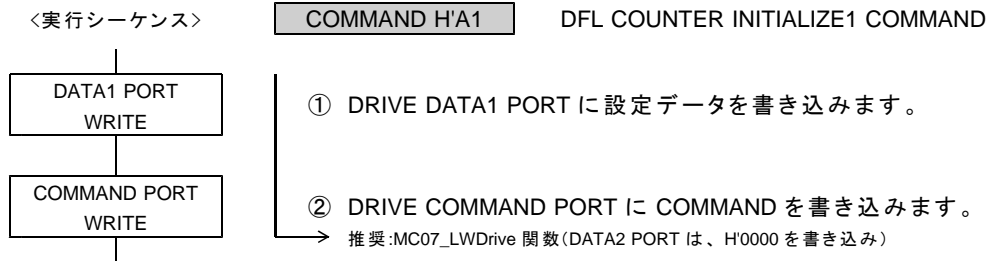 <実行シーケンス>
COMMAND H'A1
DFL COUNTER INITIALIZE1 COMMAND
DATA1 PORT
WRITE
① DRIVE DATA1 PORT に設定データを書き込みます。
COMMAND PORT
WRITE
② DRIVE COMMAND PORT に COMMAND を書き込みます。
推奨:MC07_LWDrive 関数(DATA2 PORT は、H'0000 を書き込み)